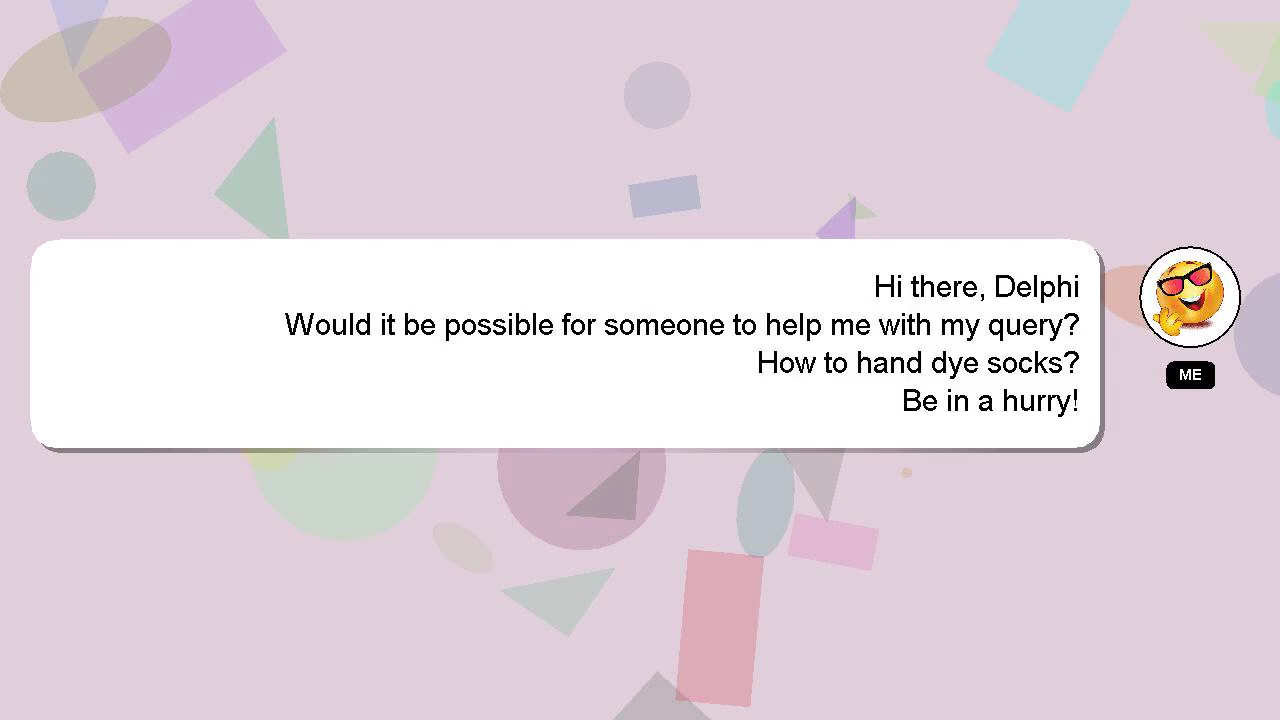 Hi there, Delphi
Would it be possible for someone to help me with my query?
How to hand dye socks?
Be in a hurry!
ME